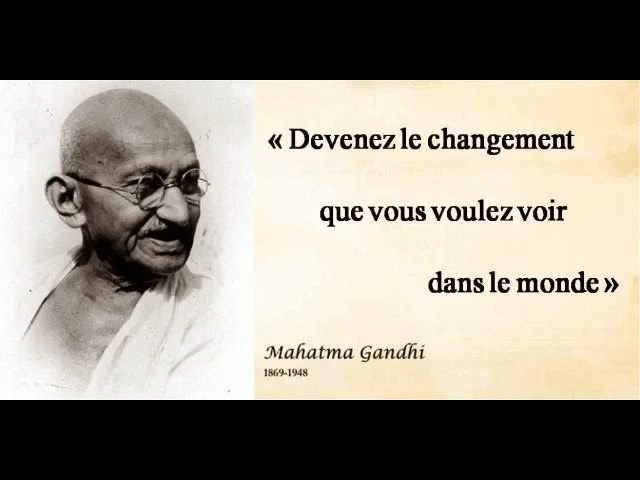 « Devenez le changement
que vous voulez voir
dans le monde »
Mahatma Gandhi
1869-1948